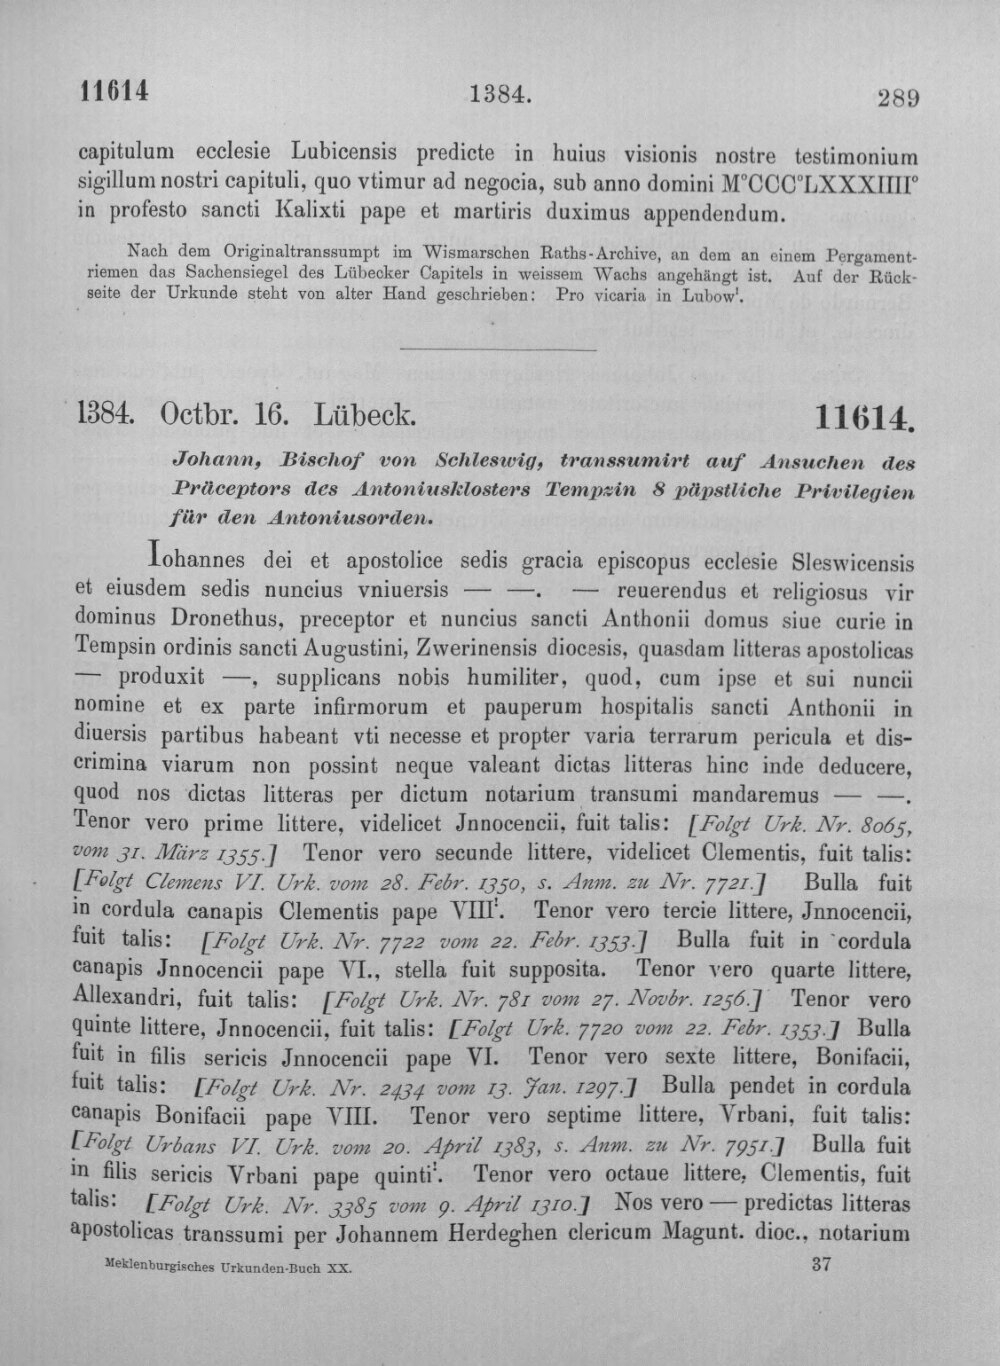 11614 1384. 289
capitulum ecclesie Lubicensis predicte in huius visionis nostre testimonium
sigillum nostri capituli, quo vtimur ad negocia, sub anno domini M°CCC°LXXXIIII°
in profesto sancti Kalixti pape et martiris duximus appendendum.
Nach dem Originaltranssumpt im Wismarschen Raths-Archive, an dem an einem Pergament-
riemen das Sachensiegel des Lübecker Capitels in weissem Wachs angehängt ist. Auf der Rück-
seite der Urkunde steht von alter Hand geschrieben: Pro vicaria in Lubow!.
1384. Octbr. 16. Lübeck. 11614.
Johann, Bischof von Schleswig, transsumirt auf Ansuchen des
Präceptors des Antoniusklosters Tempzin 8 päpstliche Privilegien
für den Antoniusorden.
Iohannes dei et apostolice sedis gracia episcopus ecclesie Sleswicensis
et eiusdem sedis nuncius vniuersis — —. — reuerendus et religiosus vir
dominus Dronethus, preceptor et nuncius sancti Anthonii domus siue curie in
Tempsin ordinis sancti Augustini, Zwerinensis diocesis, quasdam litteras apostolicas
— produxit —, supplicans nobis humiliter, quod, cum ipse et sui nuncii
nomine et ex parte infirmorum et pauperum hospitalis sancti Anthonii in
diuersis partibus habeant vti necesse et propter varia terrarum pericula et dis-
crimina viarum non possint neque valeant dictas litteras hinc inde deducere,
quod nos dictas litteras per dictum notarium transumi mandaremus — —.
Tenor vero prime littere, videlicet Jnnocencii, fuit talis: [Folgt Urk. Nr. 8065,
vom 31. März 1355.] Tenor vero secunde littere, videlicet Clementis, fuit talis:
[Folgt Clemens VI. Urk. vom 28. Febr. 1350, s. Anm. zu Nr. 7721.] Bulla fuit
in cordula canapis Clementis pape VIII!. Tenor vero tercie littere, Jnnocencii,
fuit talis: [Folgt Urk. Nr. 7722 vom 22. Febr. 1353.] Bulla fuit in cordula
canapis Jnnocencii pape VI., stella fuit supposita. Tenor vero quarte littere,
Allexandri, fuit talis: [Folgt Urk. Nr. 781 vom 27. Novbr. 1256.] Tenor vero
quinte littere, Jnnocencii, fuit talis: [Folgt Urk. 7720 vom 22. Febr. 1353.] Bulla
fuit in filis sericis Jnnocencii pape VI. Tenor vero sexte littere, Bonifacii,
fuit talis: [Folgt Urk. Nr. 2434 vom 13. Jan. 1297.] Bulla pendet in cordula
canapis Bonifacii pape VIII. Tenor vero septime littere, Vrbani, fuit talis:
[Folgt Urbans VI. Urk. vom 20. April 1383, s. Anm. zu Nr. 7951.] Bulla fuit
in filis sericis Vrbani pape quinti!. Tenor vero octaue littere, Clementis, fuit
talis: [Folgt Urk. Nr. 3385 vom 9. April 1310.] Nos vero — predictas litteras
apostolicas transsumi per Johannem Herdeghen clericum Magunt. dioc., notarium
Meklenburgisches Urkunden-Buch XX. 37